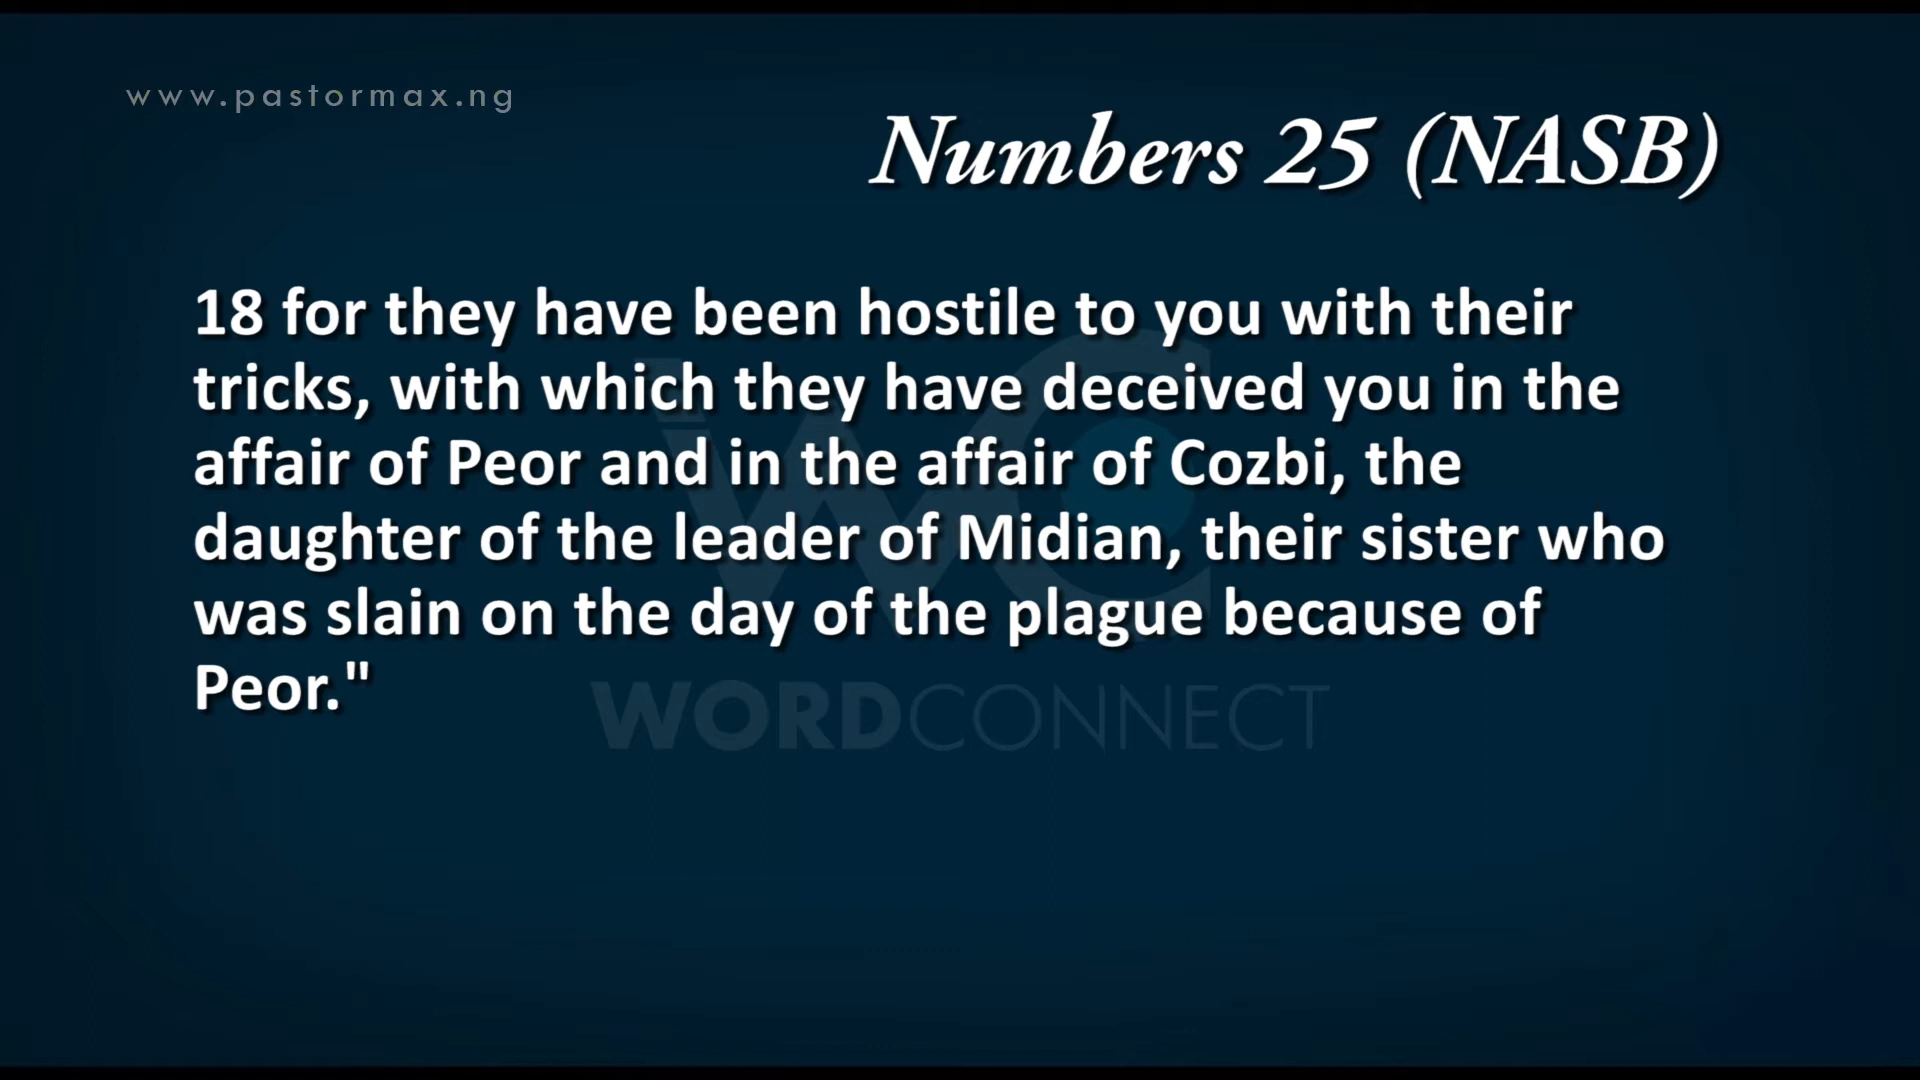 www.pastormax.ng
Numbers 25 (NASB)
18 for they have been hostile to you with their
tricks, with which they have deceived you in the
affair of Peor and in the affair of Cozbi, the
daughter of the leader of Midian, their sister who
was slain on the day of the plague because of
Peor."
WC
WORDCONNECT